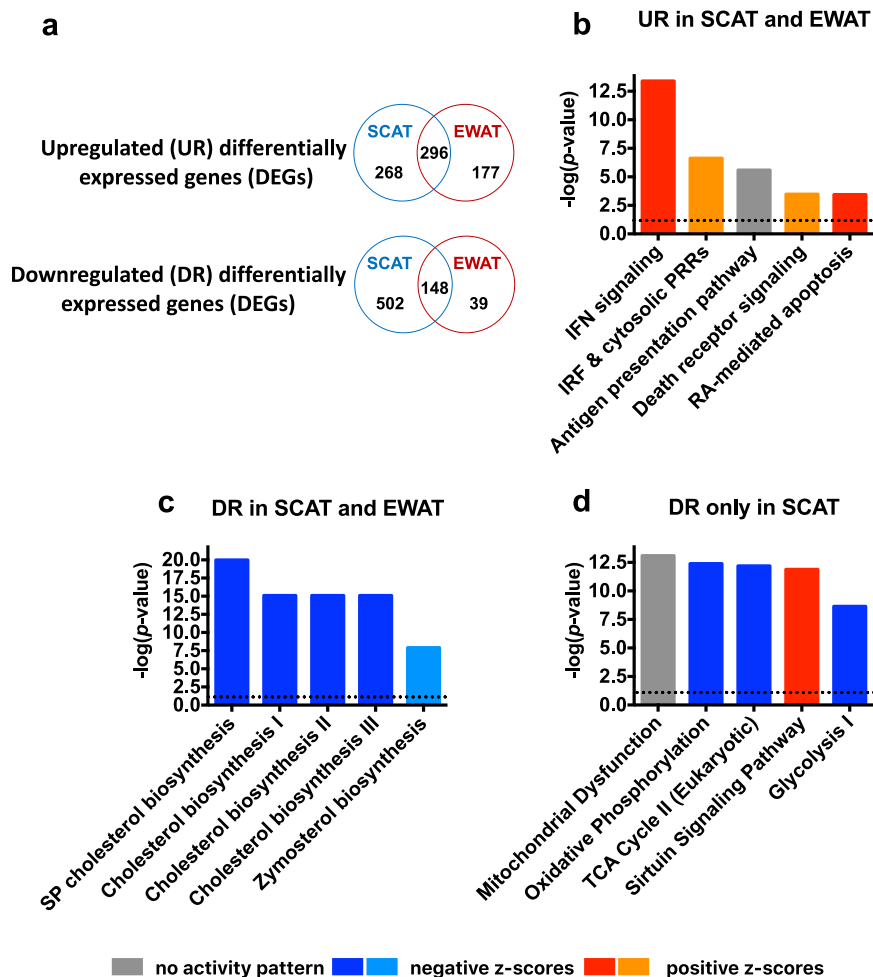 a
Upregulated (UR) differentially
expressed genes (DEGs)
SCAT
EWAT
268
296
177
Downregulated (DR) differentially
expressed genes (DEGs)
SCAT
EWAT
502
148
39
b
UR in SCAT and EWAT
-log(p-value)
12.5
10.0
7.5
5.0
2.5
0.0
IFN signaling
IRF & cytosolic PRRs
Antigen presentation pathway
Death receptor signaling
RA-mediated apoptosis
c
DR in SCAT and EWAT
-log(p-value)
20.0
17.5
15.0
12.5
10.0
7.5
5.0
2.5
0.0
SP cholesterol biosynthesis
Cholesterol biosynthesis I
Cholesterol biosynthesis II
Cholesterol biosynthesis III
Zymosterol biosynthesis
d
DR only in SCAT
-log(p-value)
12.5
10.0
7.5
5.0
2.5
0.0
Mitochondrial Dysfunction
Oxidative Phosphorylation
TCA Cycle II (Eukaryotic)
Sirtuin Signaling Pathway
Glycolysis I
no activity pattern
negative z-scores
positive z-scores